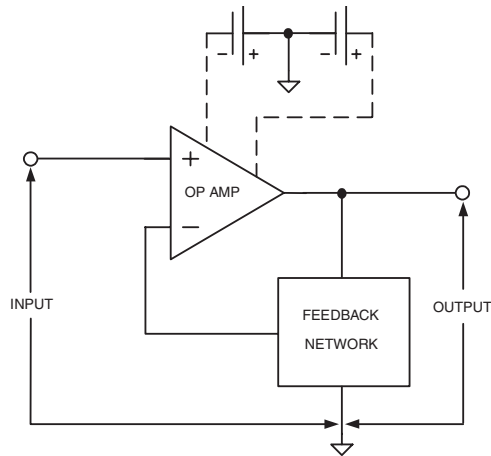 − + − +
+
OP AMP
−
INPUT
OUTPUT
FEEDBACK
NETWORK